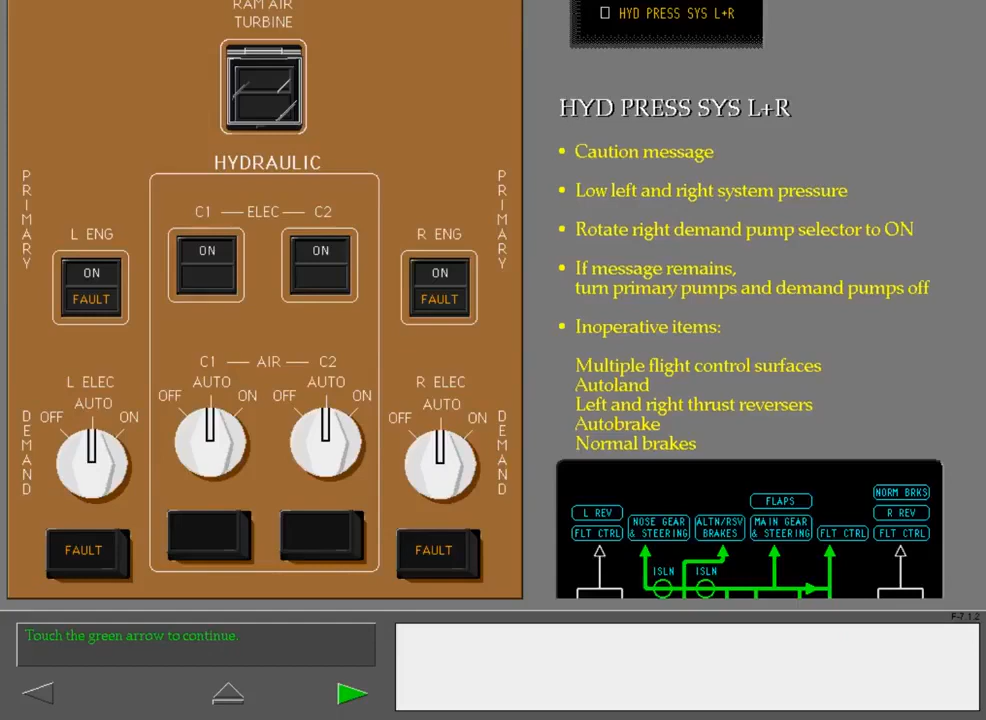 RAM AIR
TURBINE
HYDRAULIC
PRIMARY
PRIMARY
C1 ELEC C2
L ENG
R ENG
ON
ON
ON
FAULT
ON
FAULT
C1 AIR C2
OFF AUTO ON
OFF AUTO ON
L ELEC
OFF AUTO ON
R ELEC
OFF AUTO ON
DEMAND
DEMAND
FAULT
FAULT
HYD PRESS SYS L+R
HYD PRESS SYS L+R
• Caution message
• Low left and right system pressure
• Rotate right demand pump selector to ON
• If message remains,
turn primary pumps and demand pumps off
• Inoperative items:
Multiple flight control surfaces
Autoland
Left and right thrust reversers
Autobrake
Normal brakes
L REV
FLT CTRL
NOSE GEAR
& STEERING
ALTN/RSV
BRAKES
FLAPS
MAIN GEAR
& STEERING
FLT CTRL
NORM BRKS
R REV
FLT CTRL
ISLN
ISLN
F-7.1.2
Touch the green arrow to continue.